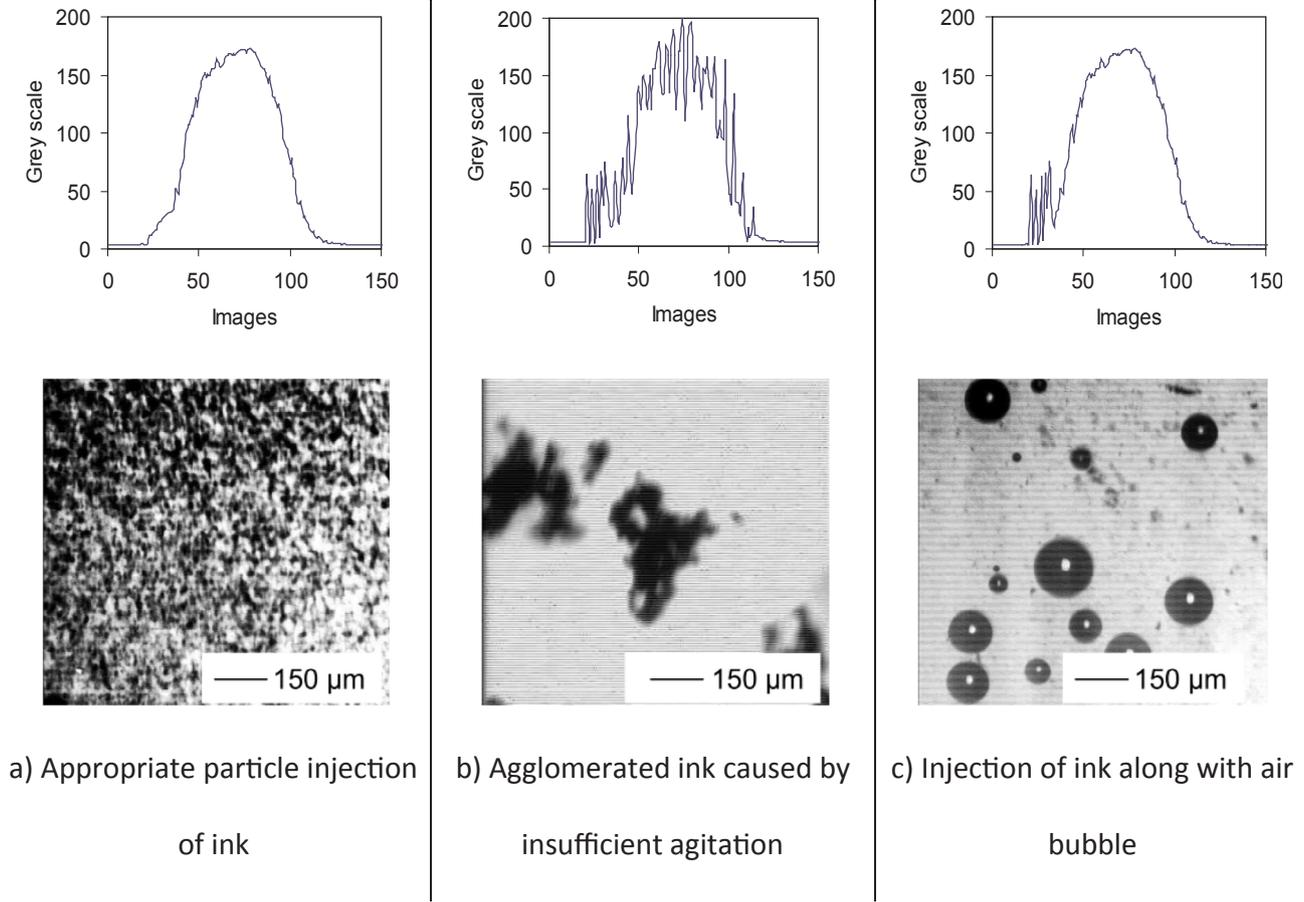 200
150
100
50
0
Grey scale
0 50 100 150
Images
150 µm
a) Appropriate particle injection
of ink
200
150
100
50
0
Grey scale
0 50 100 150
Images
150 µm
b) Agglomerated ink caused by
insufficient agitation
200
150
100
50
0
Grey scale
0 50 100 150
Images
150 µm
c) Injection of ink along with air
bubble